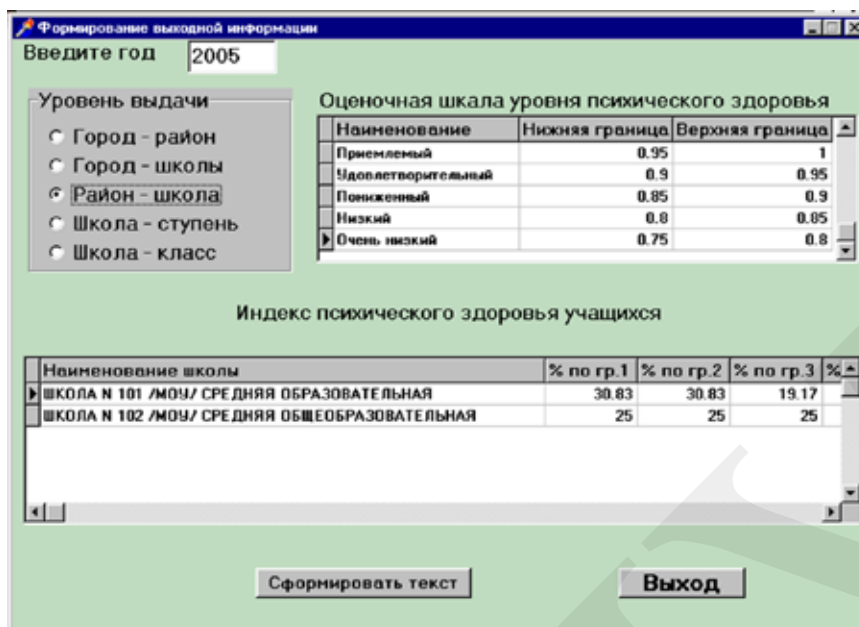 Формирование выходной информации
Введите год 2005
Уровень выдачи
Город - район
Город - школы
Район - школа
Школа - ступень
Школа - класс
Оценочная шкала уровня психического здоровья
Наименование Нижняя граница Верхняя граница
Приемлемый 0.95 1
Удовлетворительный 0.9 0.95
Пониженный 0.85 0.9
Низкий 0.8 0.85
Очень низкий 0.75 0.8
Индекс психического здоровья учащихся
Наименование школы % по гр.1 % по гр.2 % по гр.3 %
ШКОЛА N 101 /МОУ/ СРЕДНЯЯ ОБРАЗОВАТЕЛЬНАЯ 30.83 30.83 19.17
ШКОЛА N 102 /МОУ/ СРЕДНЯЯ ОБЩЕОБРАЗОВАТЕЛЬНАЯ 25 25 25
Сформировать текст Выход